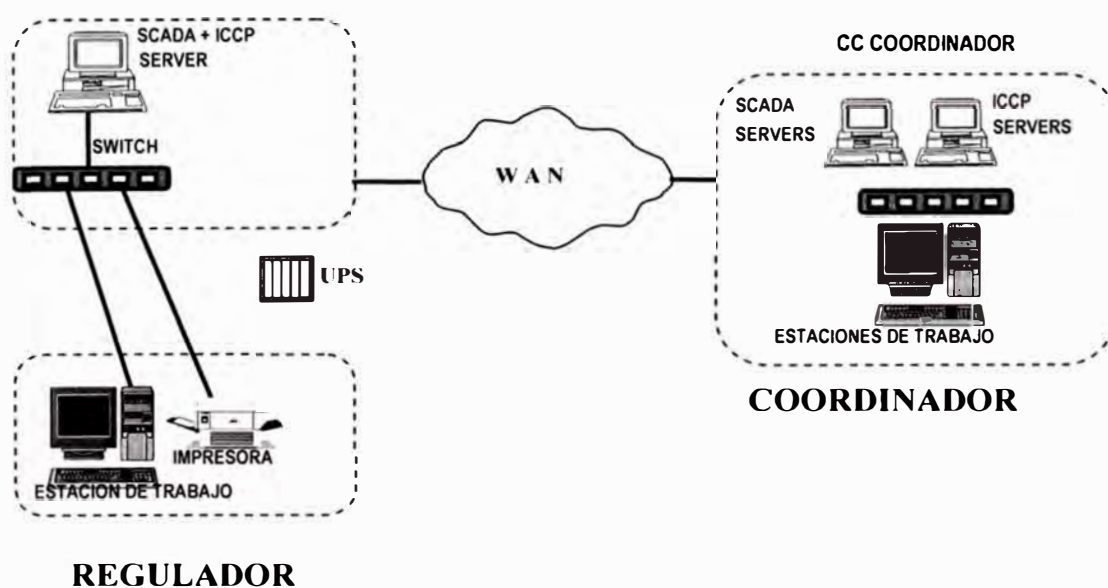 SCADA + ICCP
SERVER
SWITCH
UPS
IMPRESORA
ESTACION DE TRABAJO
REGULADOR
W A N
CC COORDINADOR
SCADA
SERVERS
ICCP
SERVERS
ESTACIONES DE TRABAJO
COORDINADOR